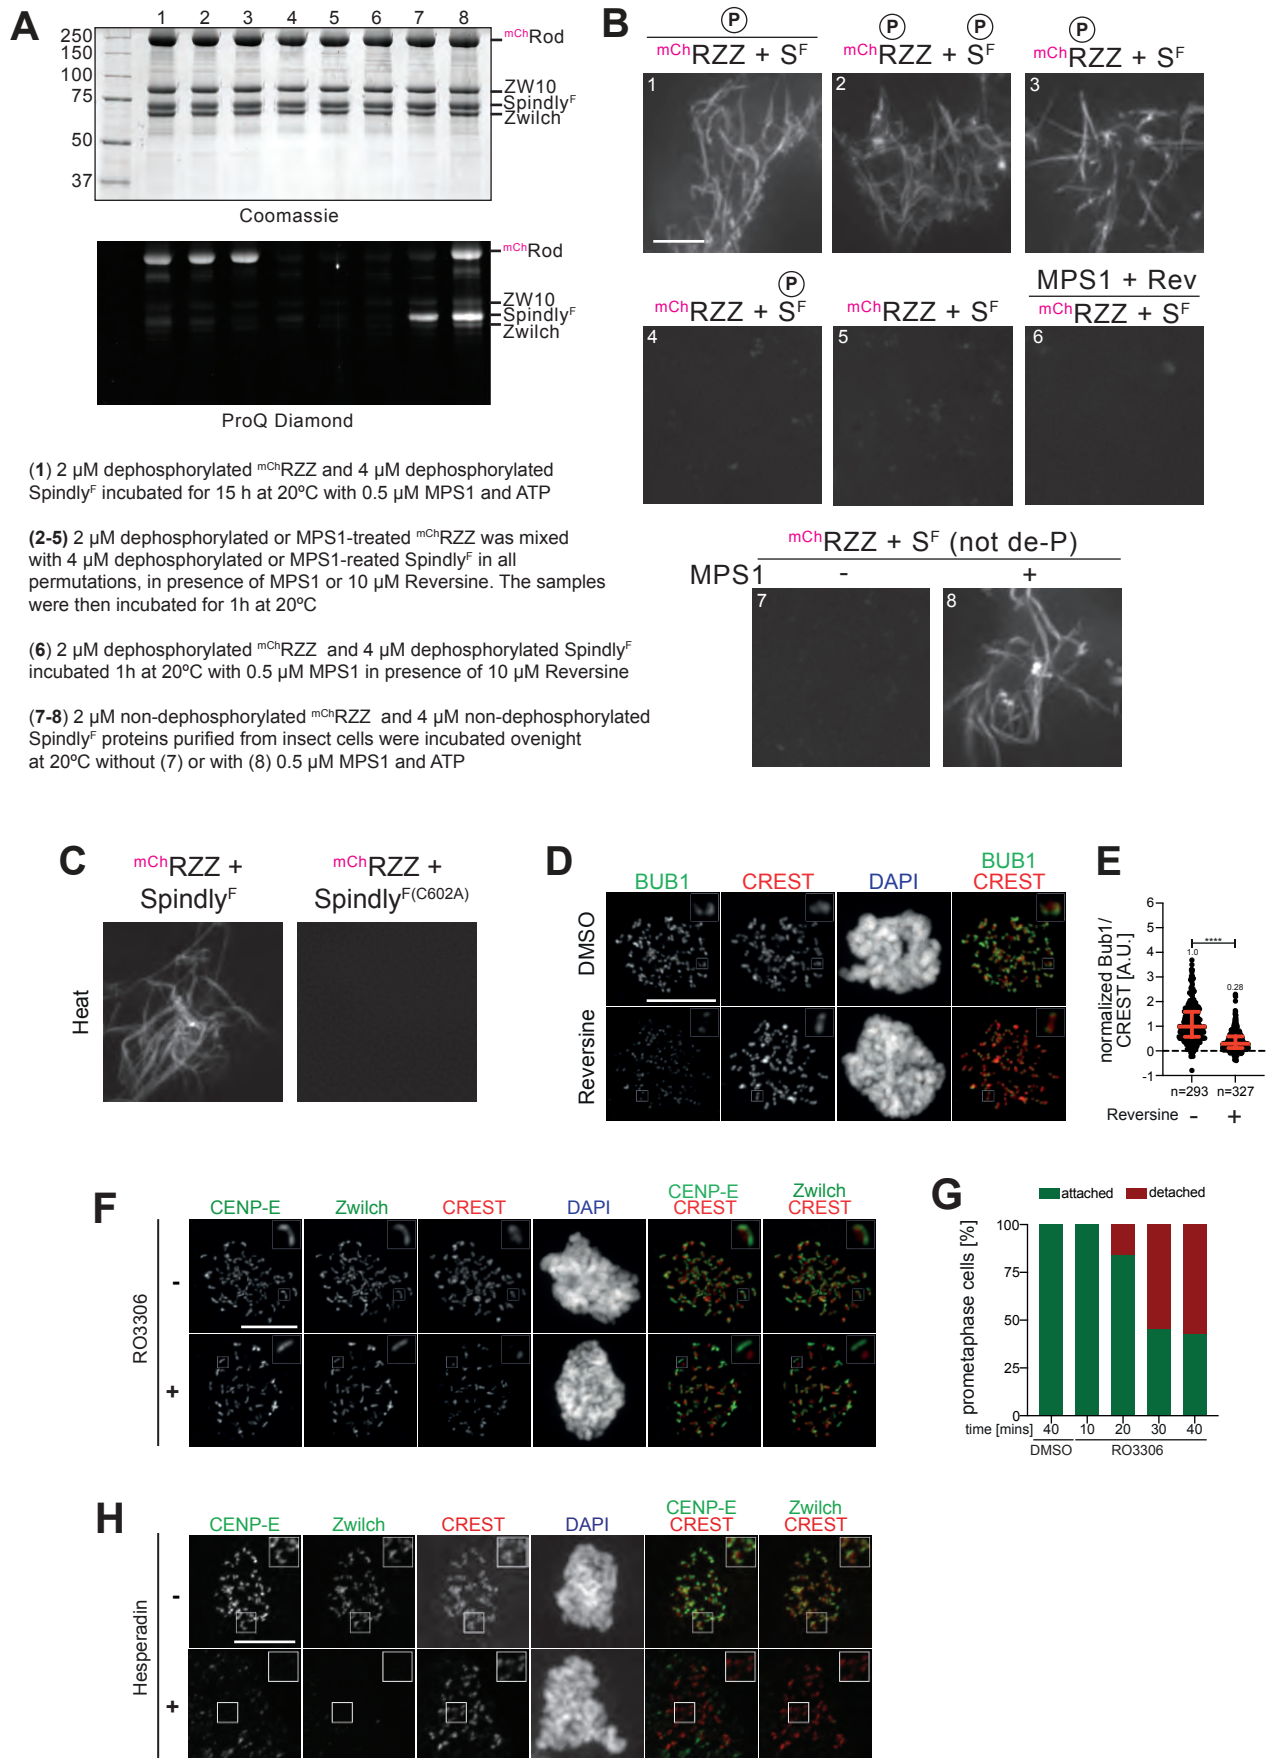 A
1 2 3 4 5 6 7 8
250
150
100
75
50
37
mChRod
ZW10
SpindlyF
Zwilch
Coomassie
mChRod
ZW10
SpindlyF
Zwilch
ProQ Diamond
(1) 2 µM dephosphorylated mChRZZ and 4 µM dephosphorylated
SpindlyF incubated for 15 h at 20ºC with 0.5 µM MPS1 and ATP
(2-5) 2 µM dephosphorylated or MPS1-treated mChRZZ was mixed
with 4 µM dephosphorylated or MPS1-reated SpindlyF in all
permutations, in presence of MPS1 or 10 µM Reversine. The samples
were then incubated for 1h at 20ºC
(6) 2 µM dephosphorylated mChRZZ and 4 µM dephosphorylated SpindlyF
incubated 1h at 20ºC with 0.5 µM MPS1 in presence of 10 µM Reversine
(7-8) 2 µM non-dephosphorylated mChRZZ and 4 µM non-dephosphorylated
SpindlyF proteins purified from insect cells were incubated ovenight
at 20ºC without (7) or with (8) 0.5 µM MPS1 and ATP
B
P
mChRZZ + SF
1
P P
mChRZZ + SF
2
P
mChRZZ + SF
3
P
mChRZZ + SF
4
mChRZZ + SF
5
MPS1 + Rev
mChRZZ + SF
6
mChRZZ + SF (not de-P)
MPS1 - +
7
8
C
mChRZZ +
SpindlyF
mChRZZ +
SpindlyF(C602A)
Heat
D
BUB1 CREST DAPI BUB1
CREST
DMSO
Reversine
E
normalized Bub1/
CREST [A.U.]
6
5
4
3
2
1
0
-1
****
1.0
0.28
n=293 n=327
Reversine - +
F
CENP-E Zwilch CREST DAPI CENP-E
CREST
Zwilch
CREST
RO3306
-
+
G
attached detached
prometaphase cells [%]
100
75
50
25
0
time [mins] 40 10 20 30 40
DMSO RO3306
H
CENP-E Zwilch CREST DAPI CENP-E
CREST
Zwilch
CREST
Hesperadin
-
+